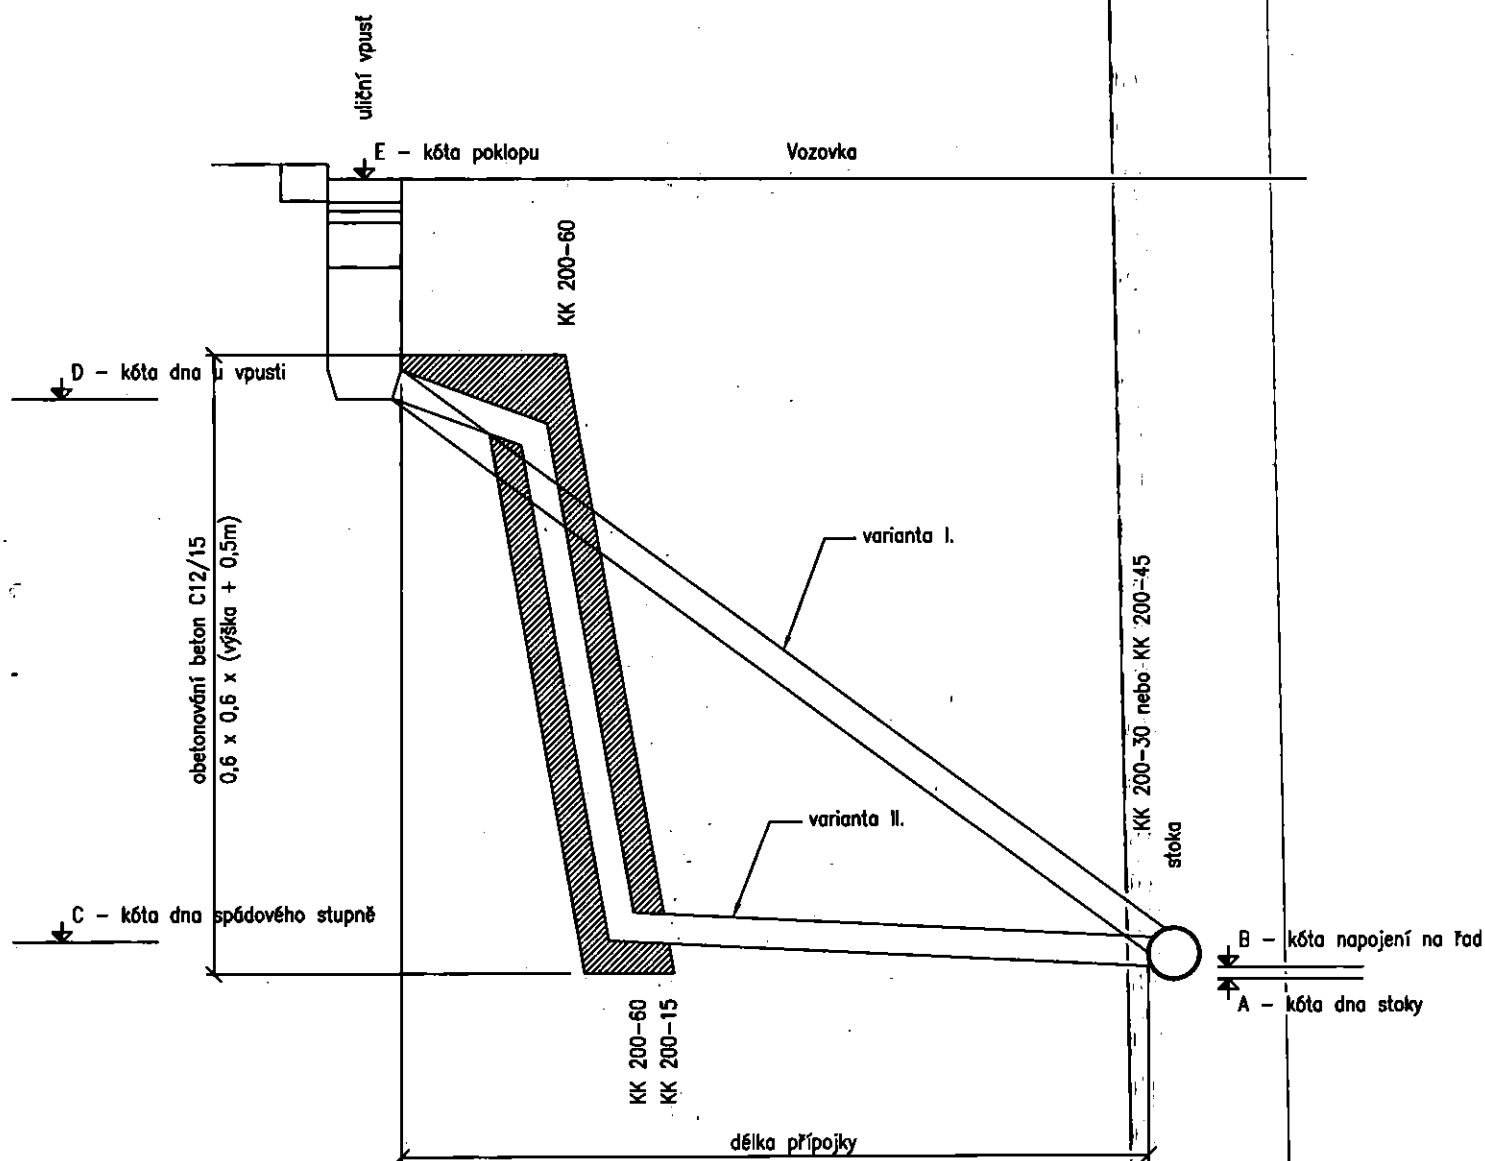 uliční vpusť
E – kóta poklopu
Vozovka
KK 200-60
D – kóta dna u vpusti
varianta I.
obetonování beton C12/15
0,6 x 0,6 x (výška + 0,5m)
KK 200-30 nebo KK 200-45
stoka
varianta II.
C – kóta dna spádového stupně
B – kóta napojení na řad
A – kóta dna stoky
KK 200-60
KK 200-15
délka přípojky